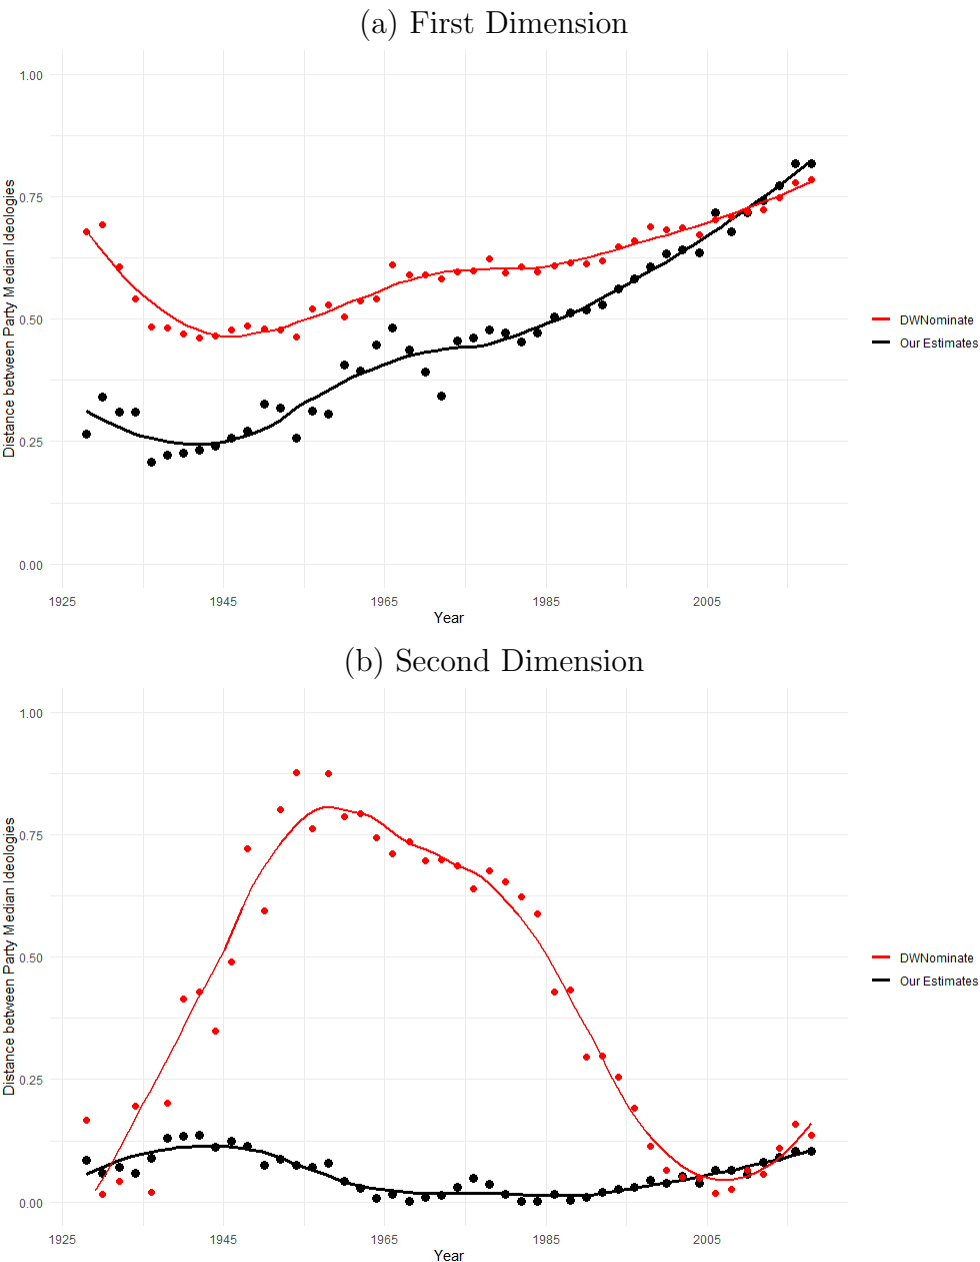 (a) First Dimension
1.00
0.75
0.50
0.25
0.00
Distance between Party Median Ideologies
1925 1945 1965 1985 2005
Year
DWNominate
Our Estimates
(b) Second Dimension
1.00
0.75
0.50
0.25
0.00
Distance between Party Median Ideologies
1925 1945 1965 1985 2005
Year
DWNominate
Our Estimates